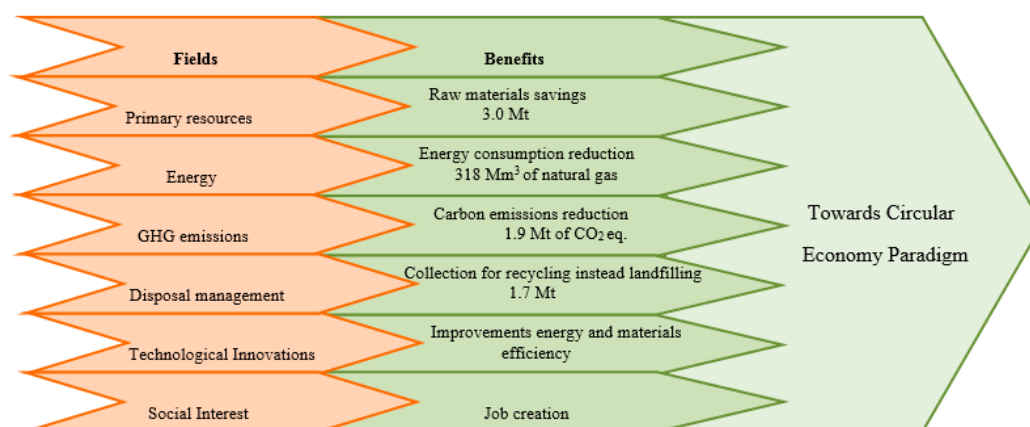 Fields
Benefits
Primary resources
Raw materials savings
3.0 Mt
Energy
Energy consumption reduction
318 Mm³ of natural gas
GHG emissions
Carbon emissions reduction
1.9 Mt of CO₂ eq.
Disposal management
Collection for recycling instead landfilling
1.7 Mt
Technological Innovations
Improvements energy and materials
efficiency
Social Interest
Job creation
Towards Circular
Economy Paradigm